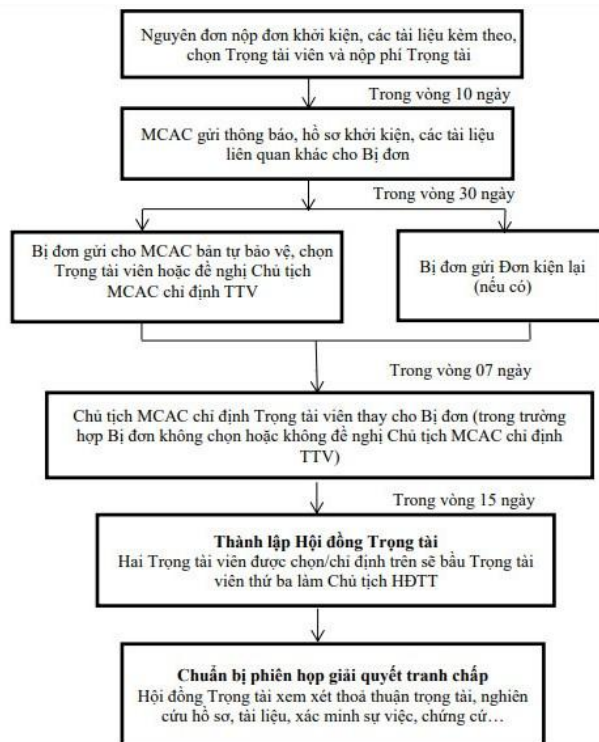 Nguyên đơn nộp đơn khởi kiện, các tài liệu kèm theo,
chọn Trọng tài viên và nộp phí Trọng tài
Trong vòng 10 ngày
MCAC gửi thông báo, hồ sơ khởi kiện, các tài liệu
liên quan khác cho Bị đơn
Trong vòng 30 ngày
Bị đơn gửi cho MCAC bản tự bảo vệ, chọn
Trọng tài viên hoặc đề nghị Chủ tịch
MCAC chỉ định TTV
Bị đơn gửi Đơn kiện lại
(nếu có)
Trong vòng 07 ngày
Chủ tịch MCAC chỉ định Trọng tài viên thay cho Bị đơn (trong trường
hợp Bị đơn không chọn hoặc không đề nghị Chủ tịch MCAC chỉ định
TTV)
Trong vòng 15 ngày
Thành lập Hội đồng Trọng tài
Hai Trọng tài viên được chọn/chỉ định trên sẽ bầu Trọng tài
viên thứ ba làm Chủ tịch HĐTT
Chuẩn bị phiên họp giải quyết tranh chấp
Hội đồng Trọng tài xem xét thoả thuận trọng tài, nghiên
cứu hồ sơ, tài liệu, xác minh sự việc, chứng cứ…